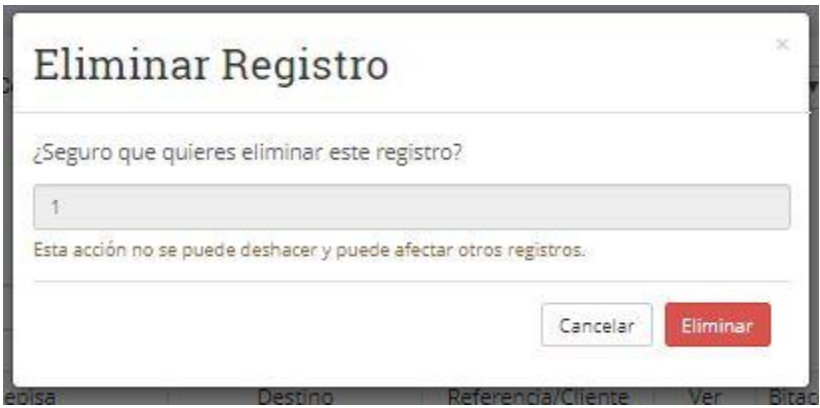 ×
Eliminar Registro
¿Seguro que quieres eliminar este registro?
1
Esta acción no se puede deshacer y puede afectar otros registros.
Cancelar Eliminar
Destino Referencia/Cliente Ver